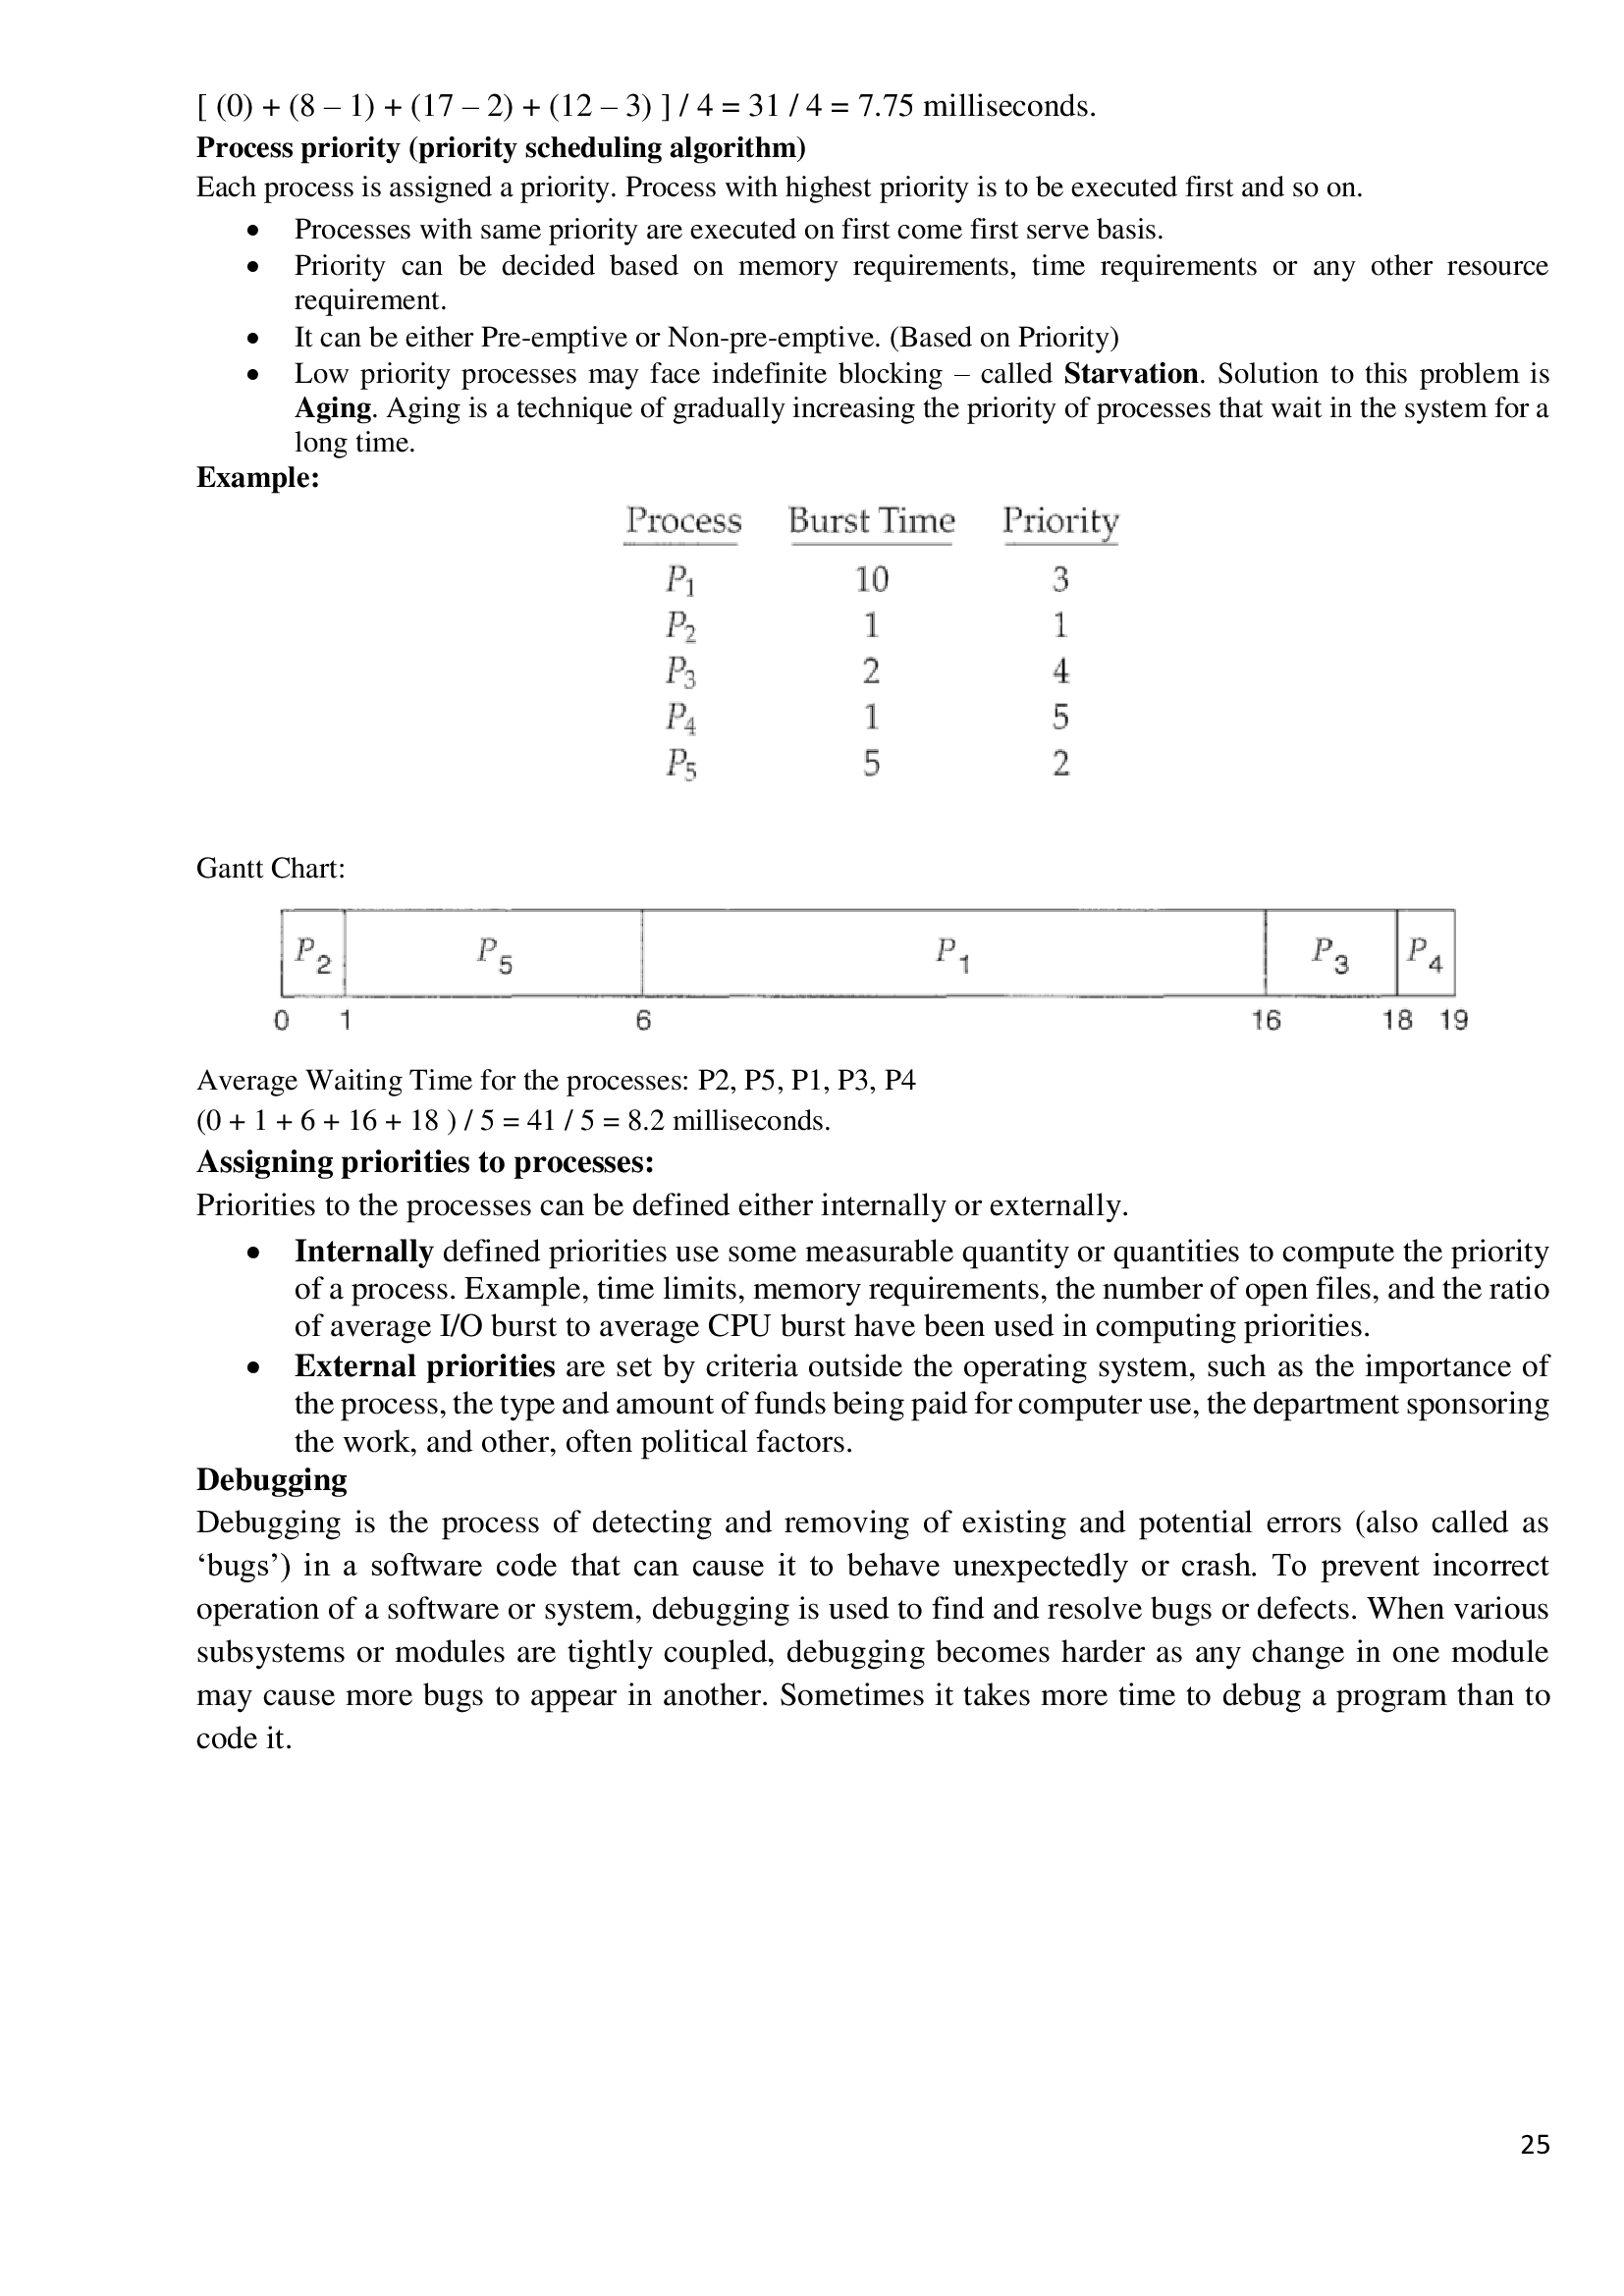 [ (0) + (8 – 1) + (17 – 2) + (12 – 3) ] / 4 = 31 / 4 = 7.75 milliseconds.
Process priority (priority scheduling algorithm)
Each process is assigned a priority. Process with highest priority is to be executed first and so on.
• Processes with same priority are executed on first come first serve basis.
• Priority can be decided based on memory requirements, time requirements or any other resource
requirement.
• It can be either Pre-emptive or Non-pre-emptive. (Based on Priority)
• Low priority processes may face indefinite blocking – called Starvation. Solution to this problem is
Aging. Aging is a technique of gradually increasing the priority of processes that wait in the system for a
long time.
Example:
Process Burst Time Priority
P1 10 3
P2 1 1
P3 2 4
P4 1 5
P5 5 2
Gantt Chart:
P2 P5 P1 P3 P4
0 1 6 16 18 19
Average Waiting Time for the processes: P2, P5, P1, P3, P4
(0 + 1 + 6 + 16 + 18 ) / 5 = 41 / 5 = 8.2 milliseconds.
Assigning priorities to processes:
Priorities to the processes can be defined either internally or externally.
• Internally defined priorities use some measurable quantity or quantities to compute the priority
of a process. Example, time limits, memory requirements, the number of open files, and the ratio
of average I/O burst to average CPU burst have been used in computing priorities.
• External priorities are set by criteria outside the operating system, such as the importance of
the process, the type and amount of funds being paid for computer use, the department sponsoring
the work, and other, often political factors.
Debugging
Debugging is the process of detecting and removing of existing and potential errors (also called as
‘bugs’) in a software code that can cause it to behave unexpectedly or crash. To prevent incorrect
operation of a software or system, debugging is used to find and resolve bugs or defects. When various
subsystems or modules are tightly coupled, debugging becomes harder as any change in one module
may cause more bugs to appear in another. Sometimes it takes more time to debug a program than to
code it.
25